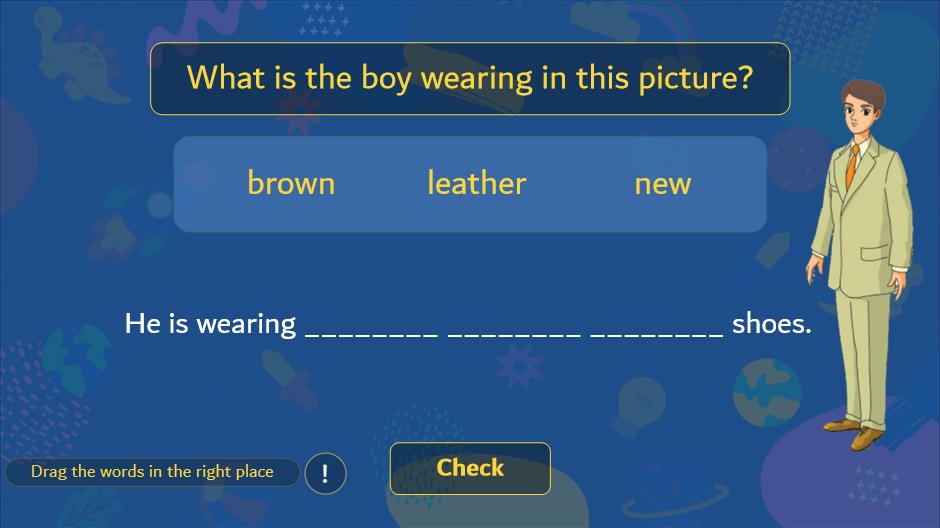 What is the boy wearing in this picture?
brown leather new
He is wearing ________ ________ ________ shoes.
Drag the words in the right place !
Check